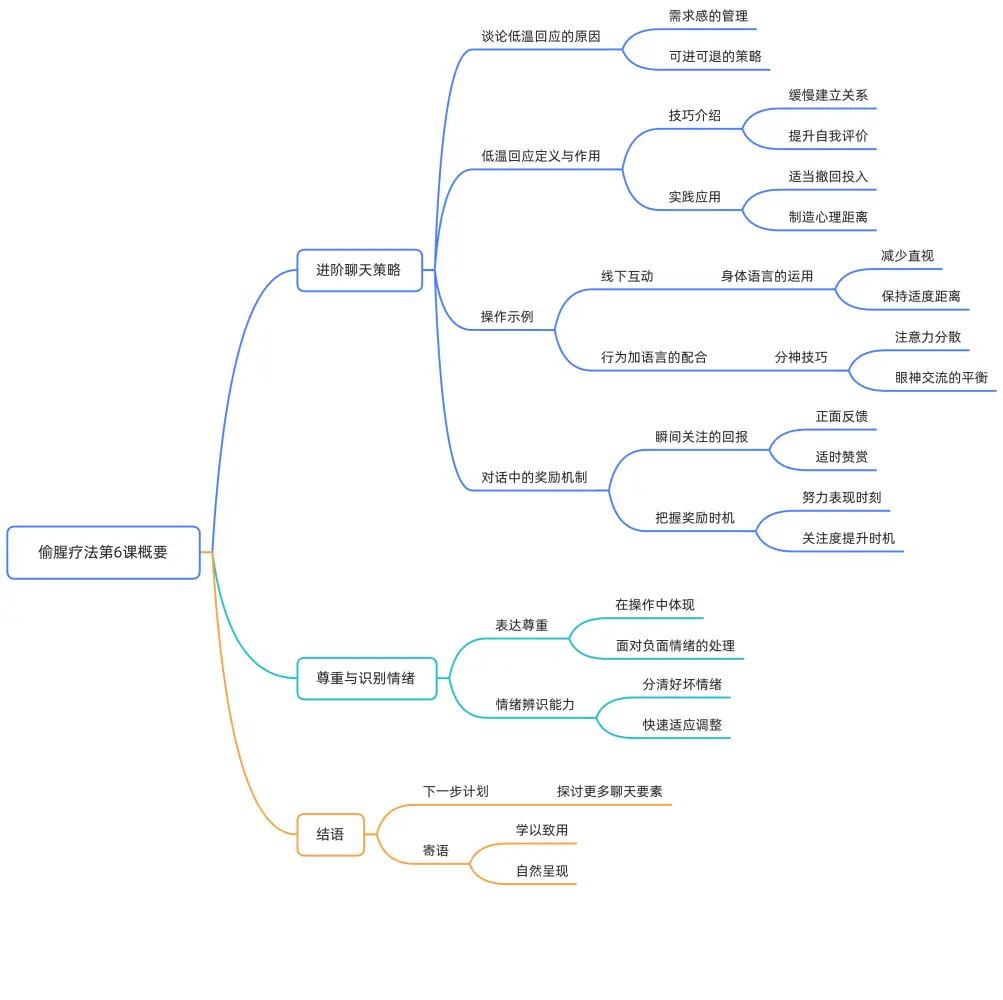 偷腥疗法第6课概要
进阶聊天策略
谈论低温回应的原因
需求感的管理
可进可退的策略
低温回应定义与作用
技巧介绍
缓慢建立关系
提升自我评价
实践应用
适当撤回投入
制造心理距离
操作示例
线下互动
身体语言的运用
减少直视
保持适度距离
行为加语言的配合
分神技巧
注意力分散
眼神交流的平衡
对话中的奖励机制
瞬间关注的回报
正面反馈
适时赞赏
把握奖励时机
努力表现时刻
关注度提升时机
尊重与识别情绪
表达尊重
在操作中体现
面对负面情绪的处理
情绪辨识能力
分清好坏情绪
快速适应调整
结语
下一步计划
探讨更多聊天要素
寄语
学以致用
自然呈现